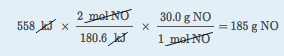 558 kJ × 2 mol NO / 180.6 kJ × 30.0 g NO / 1 mol NO = 185 g NO